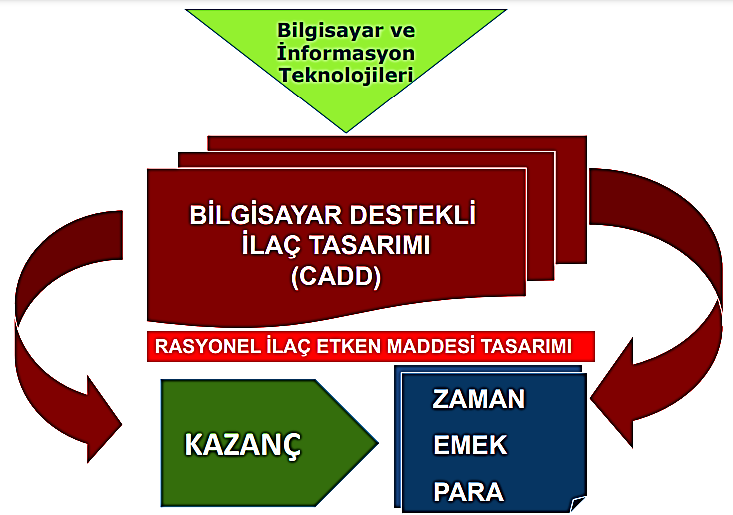 Bilgisayar ve
İnformasyon
Teknolojileri
BİLGİSAYAR DESTEKLİ
İLAÇ TASARIMI
(CADD)
RASYONEL İLAÇ ETKEN MADDESİ TASARIMI
KAZANÇ
ZAMAN
EMEK
PARA